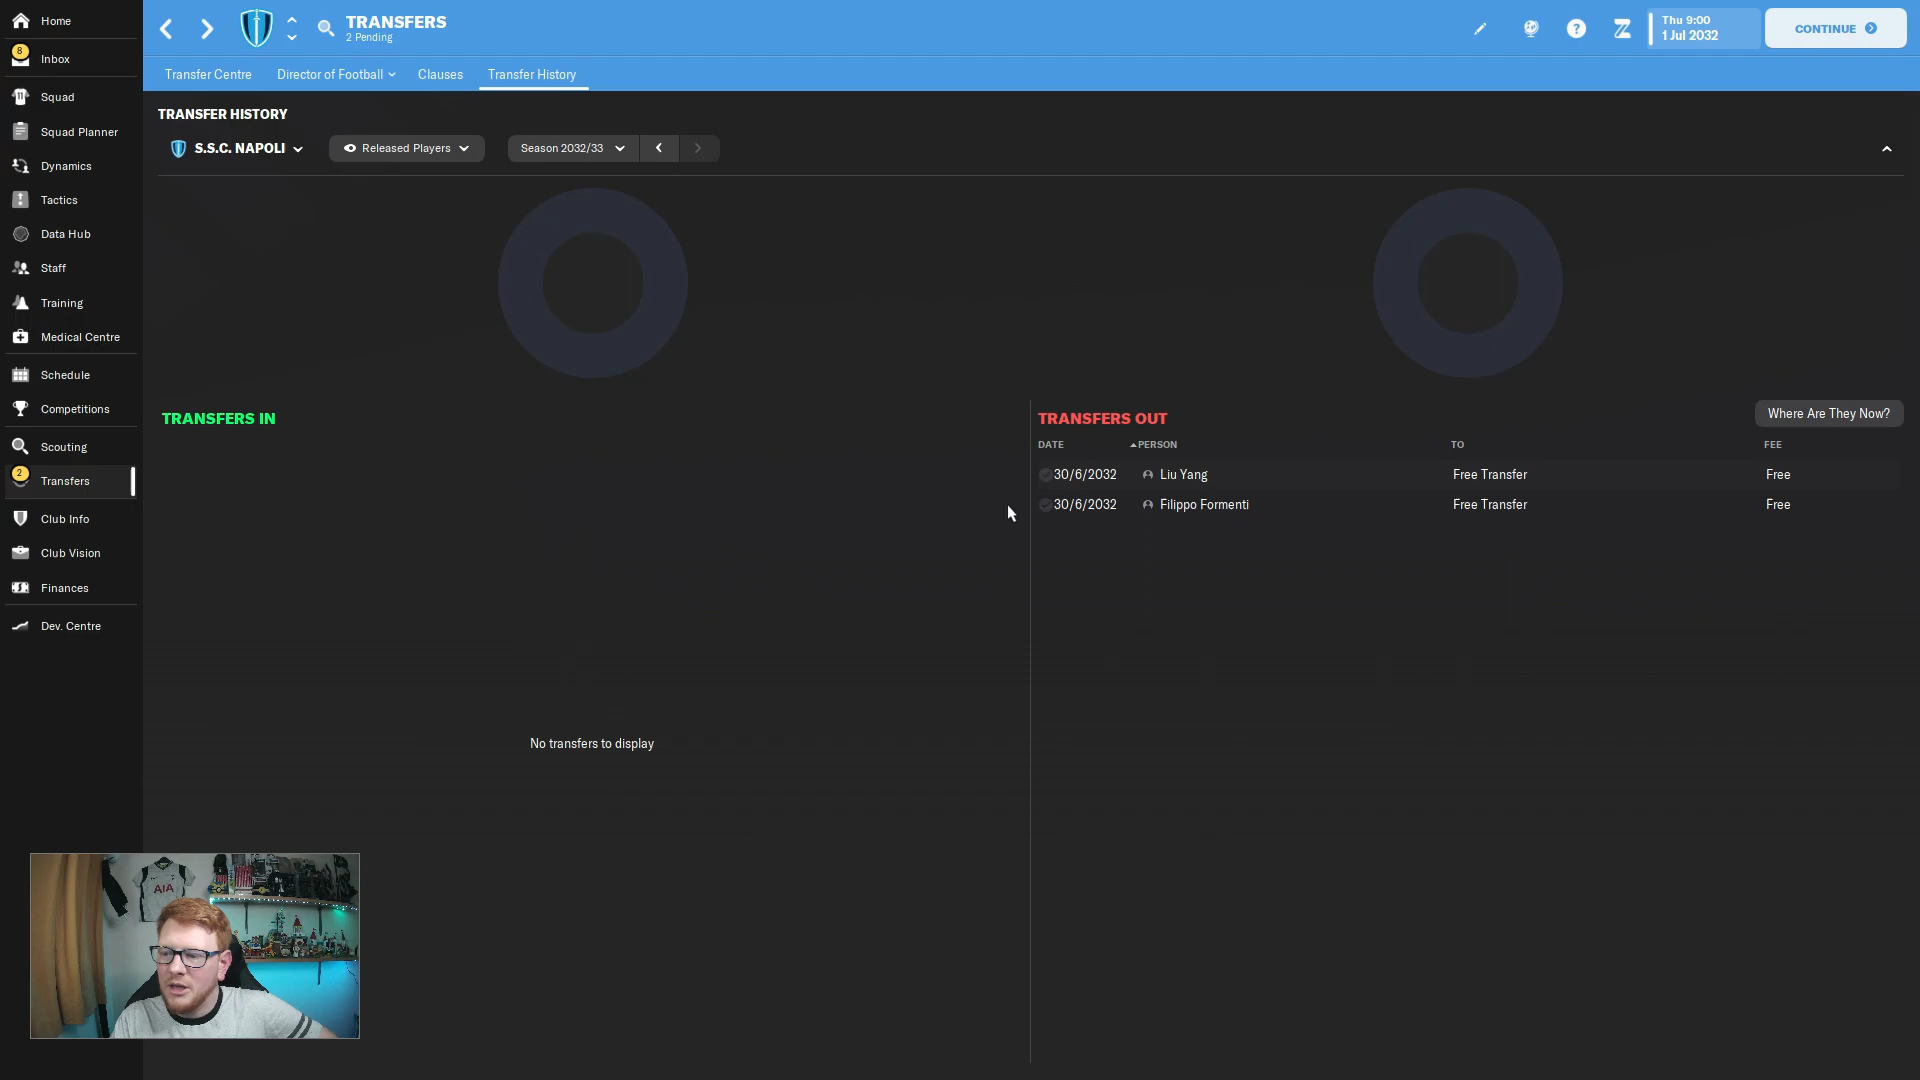 Home
8
Inbox
Squad
Squad Planner
Dynamics
Tactics
Data Hub
Staff
Training
Medical Centre
Schedule
Competitions
Scouting
2
Transfers
Club Info
Club Vision
Finances
Dev. Centre
TRANSFERS
2 Pending
Thu 9:00
1 Jul 2032
CONTINUE
Transfer Centre
Director of Football
Clauses
Transfer History
TRANSFER HISTORY
S.S.C. NAPOLI
Released Players
Season 2032/33
TRANSFERS IN
No transfers to display
TRANSFERS OUT
Where Are They Now?
DATE PERSON TO FEE
30/6/2032 Liu Yang Free Transfer Free
30/6/2032 Filippo Formenti Free Transfer Free
AIA